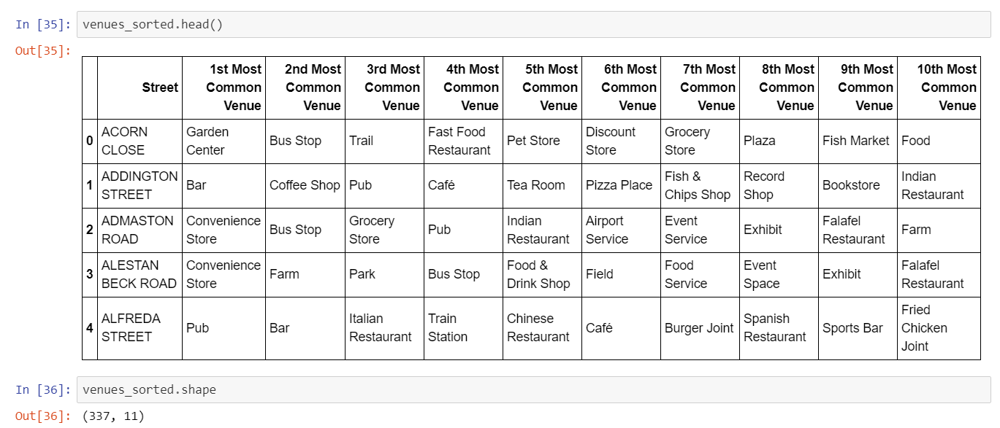 In [35]: venues_sorted.head()
Out[35]:
Street 1st Most Common Venue 2nd Most Common Venue 3rd Most Common Venue 4th Most Common Venue 5th Most Common Venue 6th Most Common Venue 7th Most Common Venue 8th Most Common Venue 9th Most Common Venue 10th Most Common Venue
0 ACORN CLOSE Garden Center Bus Stop Trail Fast Food Restaurant Pet Store Discount Store Grocery Store Plaza Fish Market Food
1 ADDINGTON STREET Bar Coffee Shop Pub Café Tea Room Pizza Place Fish & Chips Shop Record Shop Bookstore Indian Restaurant
2 ADMASTON ROAD Convenience Store Bus Stop Grocery Store Pub Indian Restaurant Airport Service Event Service Exhibit Falafel Restaurant Farm
3 ALESTAN BECK ROAD Convenience Store Farm Park Bus Stop Food & Drink Shop Field Food Service Event Space Exhibit Falafel Restaurant
4 ALFREDA STREET Pub Bar Italian Restaurant Train Station Chinese Restaurant Café Burger Joint Spanish Restaurant Sports Bar Fried Chicken Joint
In [36]: venues_sorted.shape
Out[36]: (337, 11)